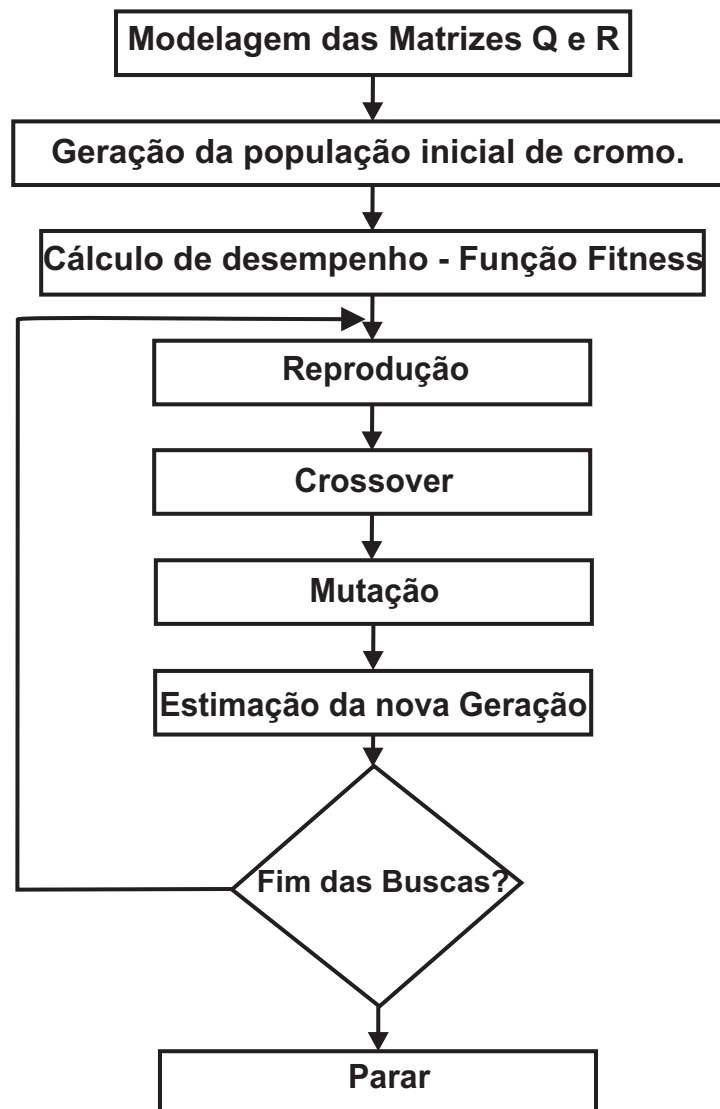 Modelagem das Matrizes Q e R
Geração da população inicial de cromo.
Cálculo de desempenho - Função Fitness
Reprodução
Crossover
Mutação
Estimação da nova Geração
Fim das Buscas?
Parar